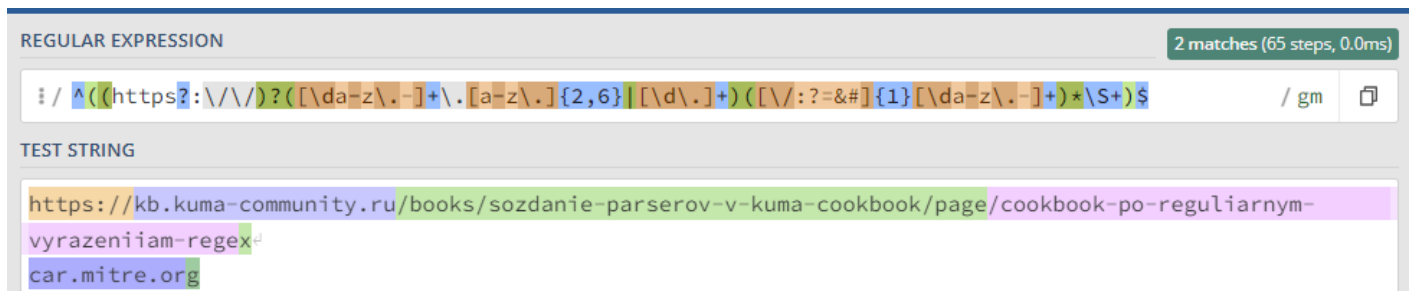 REGULAR EXPRESSION
2 matches (65 steps, 0.0ms)
/ ^((https?:\/\/)?([\da-z\.-]+\.[a-z\.]{2,6}|[\d\.]+)([\/:?=&#]{1}[\da-z\.-]+)*\S+)$ / gm
TEST STRING
https://kb.kuma-community.ru/books/sozdanie-parserov-v-kuma-cookbook/page/cookbook-po-reguliarnym-
vyrazeniiam-regex
car.mitre.org